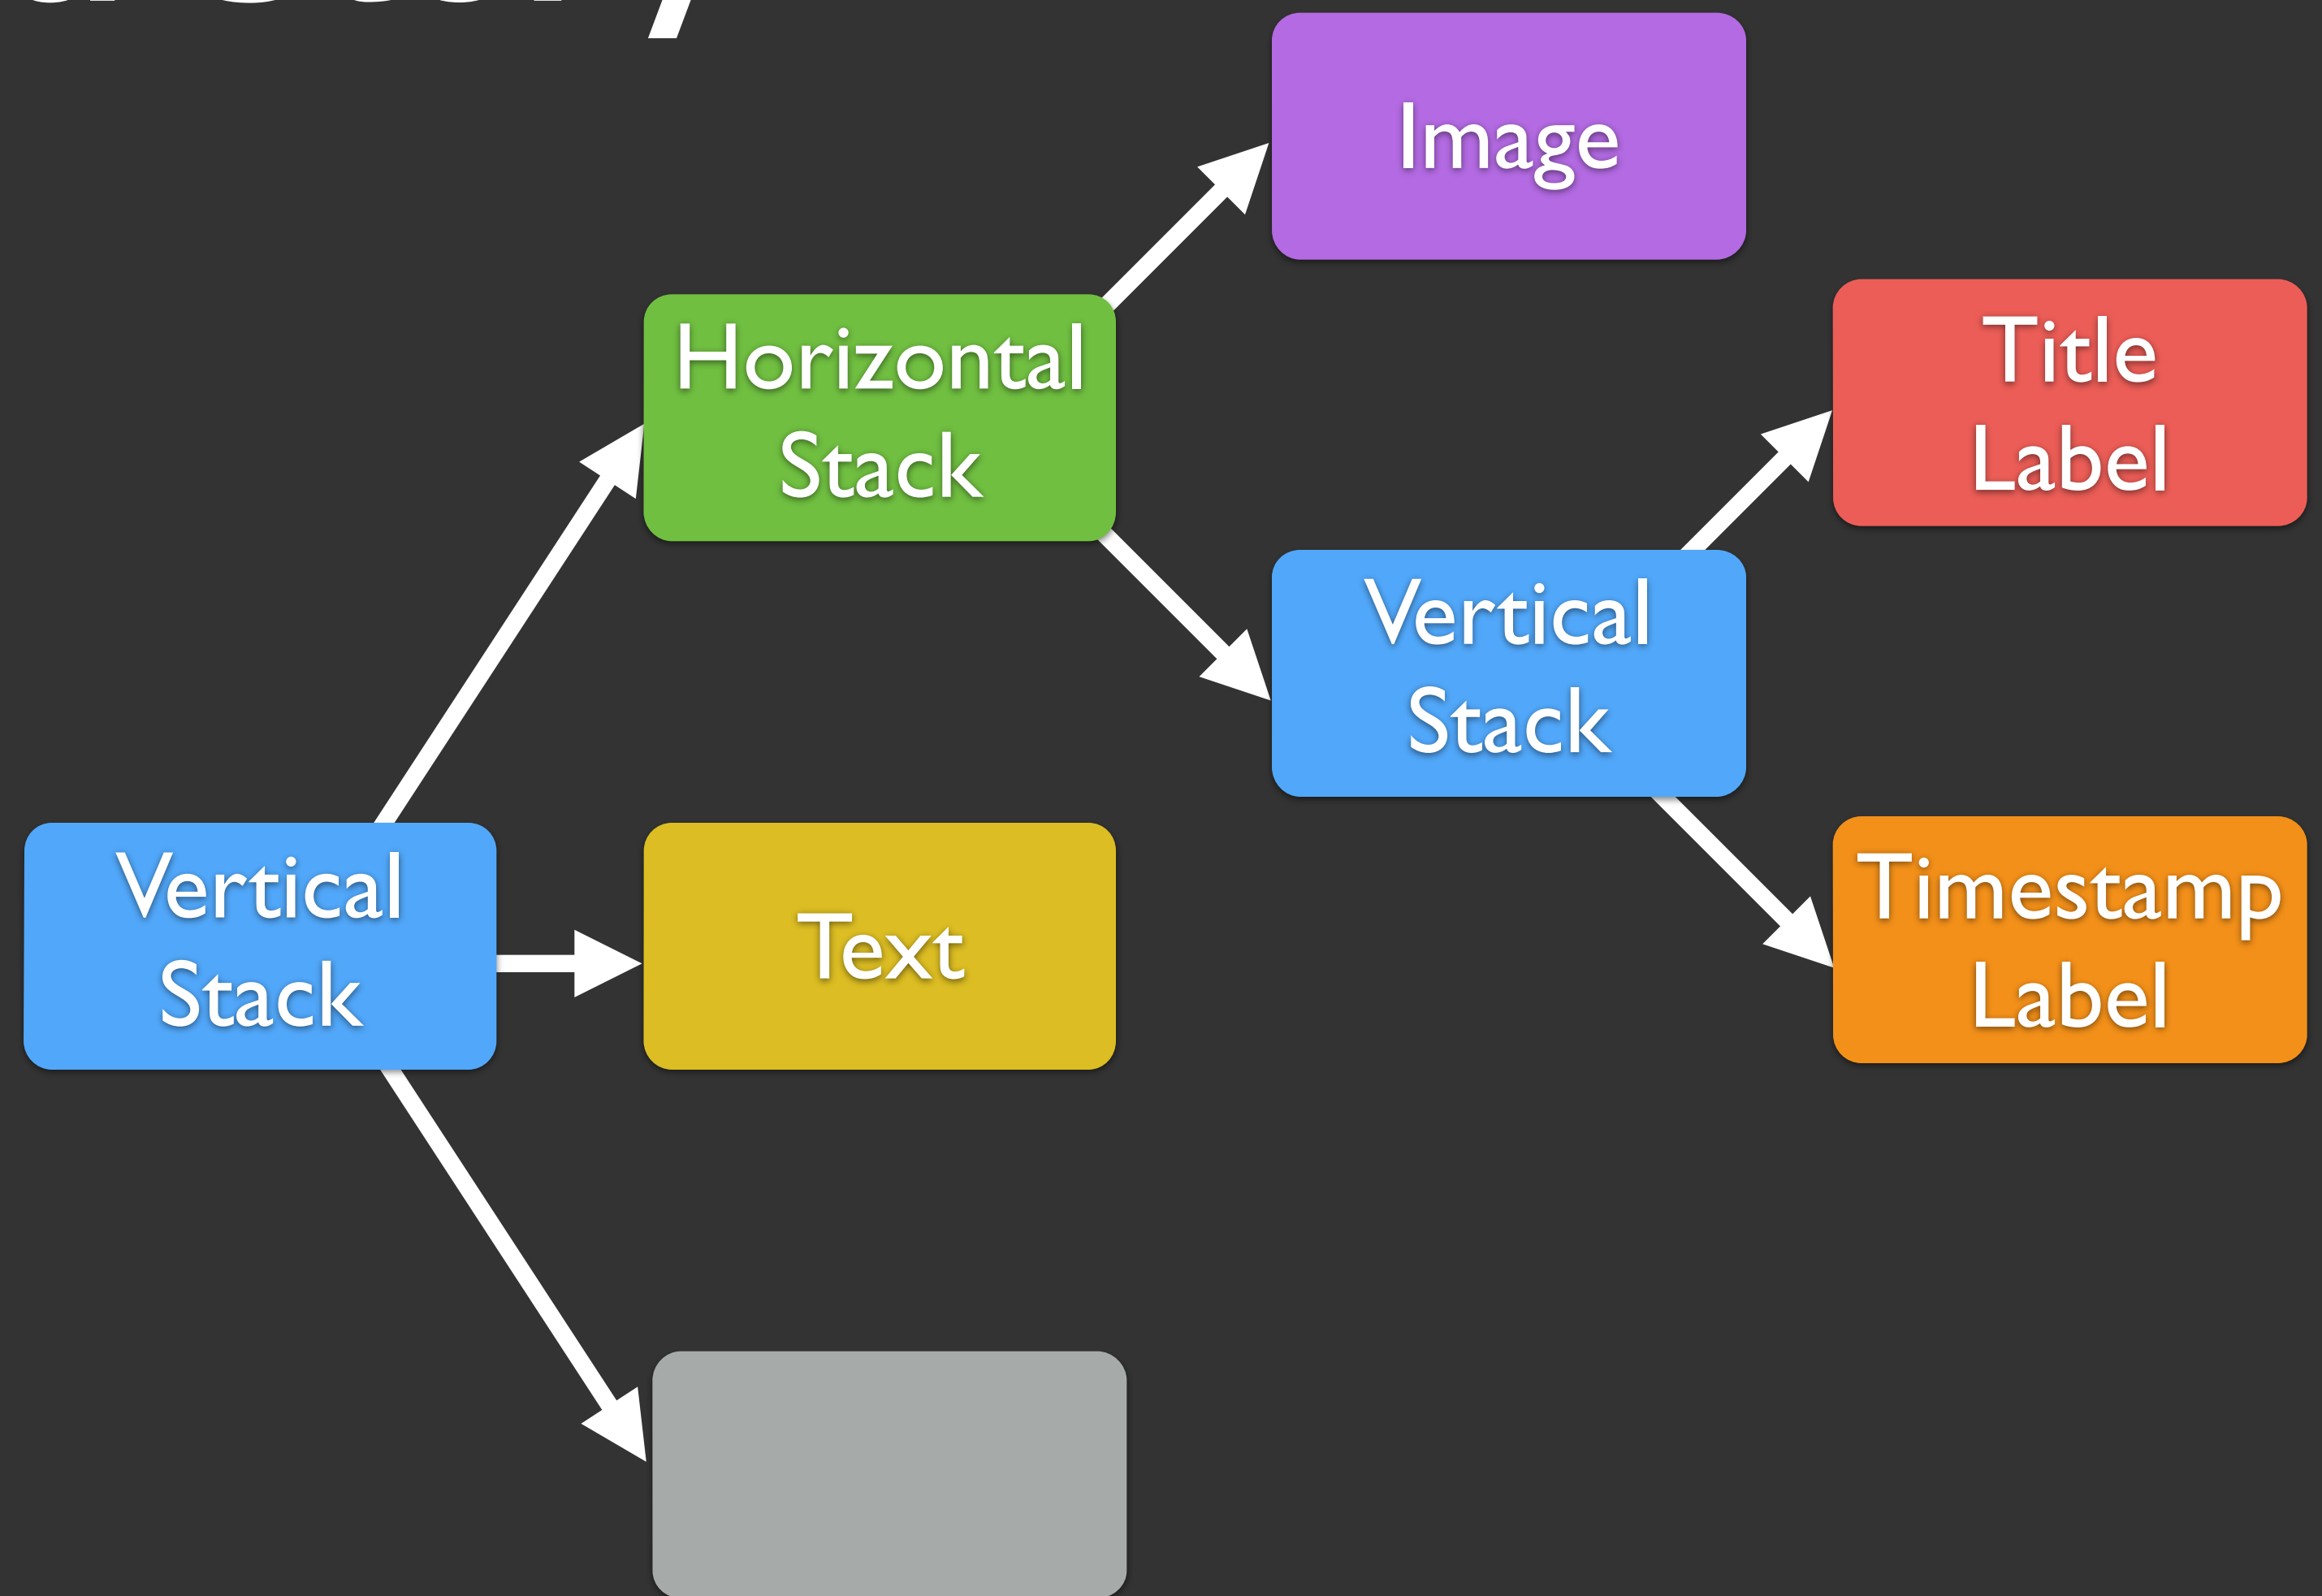 Image
Horizontal
Stack
Title
Label
Vertical
Stack
Vertical
Stack
Text
Timestamp
Label